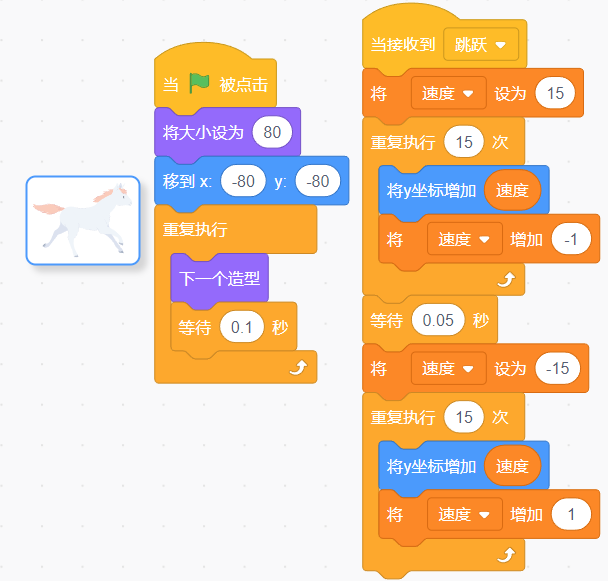 当 被点击
将大小设为 80
移到 x: -80 y: -80
重复执行
下一个造型
等待 0.1 秒
当接收到 跳跃
将 速度 设为 15
重复执行 15 次
将y坐标增加 速度
将 速度 增加 -1
等待 0.05 秒
将 速度 设为 -15
重复执行 15 次
将y坐标增加 速度
将 速度 增加 1